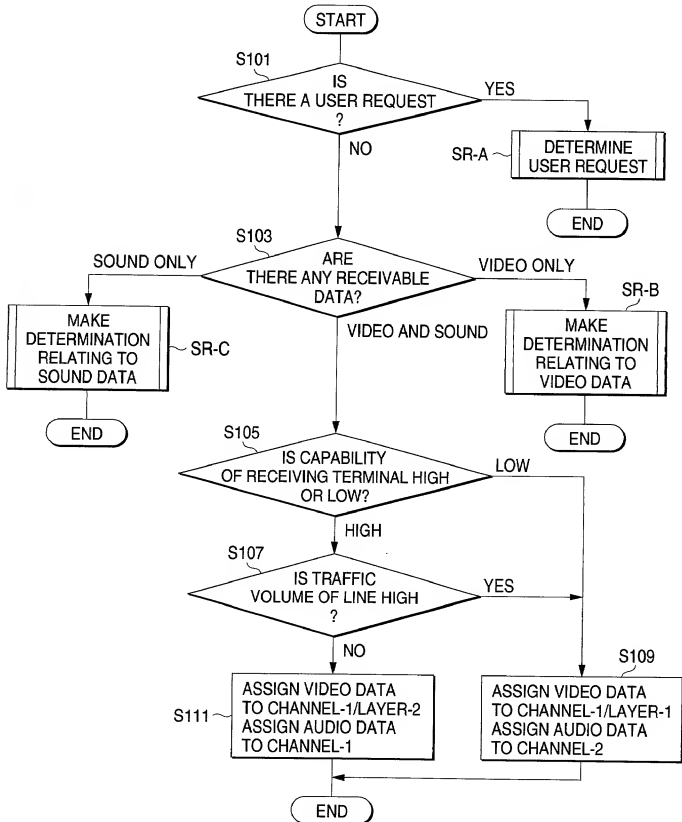 START
S101
IS
THERE A USER REQUEST
?
YES
NO
SR-A
DETERMINE
USER REQUEST
END
S103
ARE
THERE ANY RECEIVABLE
DATA?
SOUND ONLY
VIDEO ONLY
VIDEO AND SOUND
MAKE
DETERMINATION
RELATING TO
SOUND DATA
SR-C
END
SR-B
MAKE
DETERMINATION
RELATING TO
VIDEO DATA
END
S105
IS CAPABILITY
OF RECEIVING TERMINAL HIGH
OR LOW?
LOW
HIGH
S107
IS TRAFFIC
VOLUME OF LINE HIGH
?
YES
NO
S111
ASSIGN VIDEO DATA
TO CHANNEL-1/LAYER-2
ASSIGN AUDIO DATA
TO CHANNEL-1
S109
ASSIGN VIDEO DATA
TO CHANNEL-1/LAYER-1
ASSIGN AUDIO DATA
TO CHANNEL-2
END